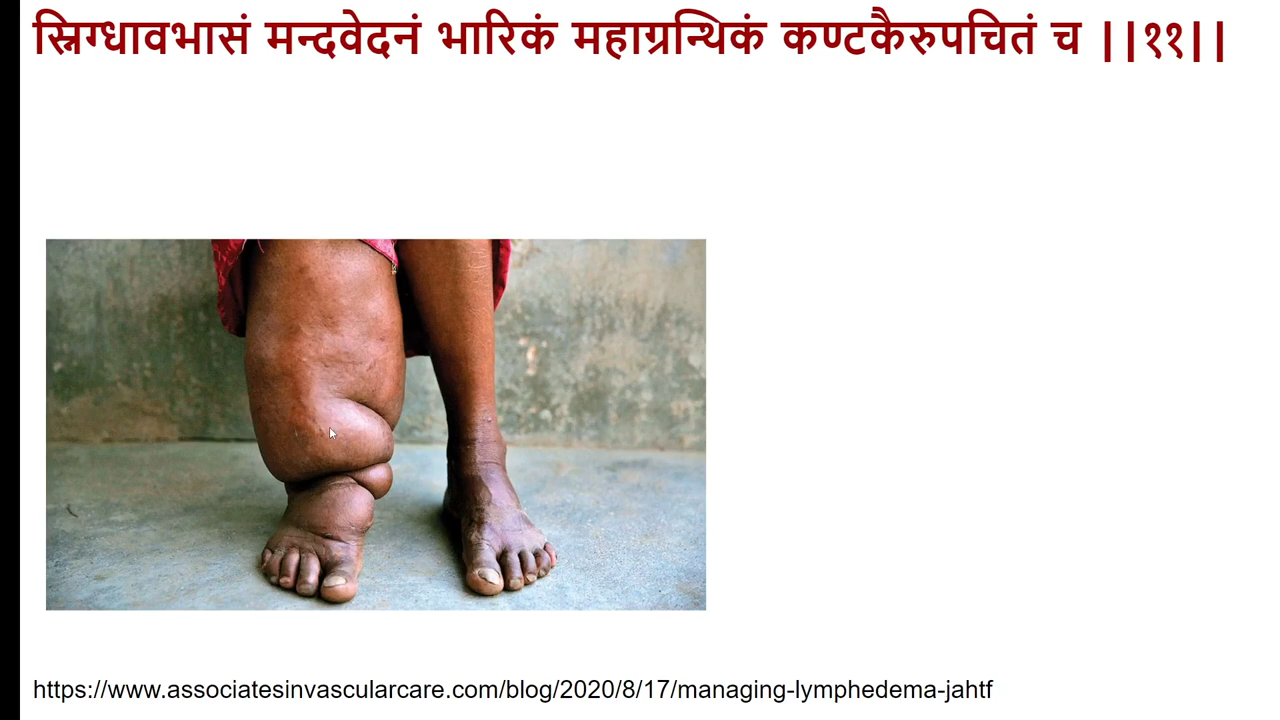 स्निग्धावभासं मन्दवेदनं भारिकं महाग्रन्थिकं कण्टकैरुपचितं च ||११||
https://www.associatesinvascularcare.com/blog/2020/8/17/managing-lymphedema-jahtf